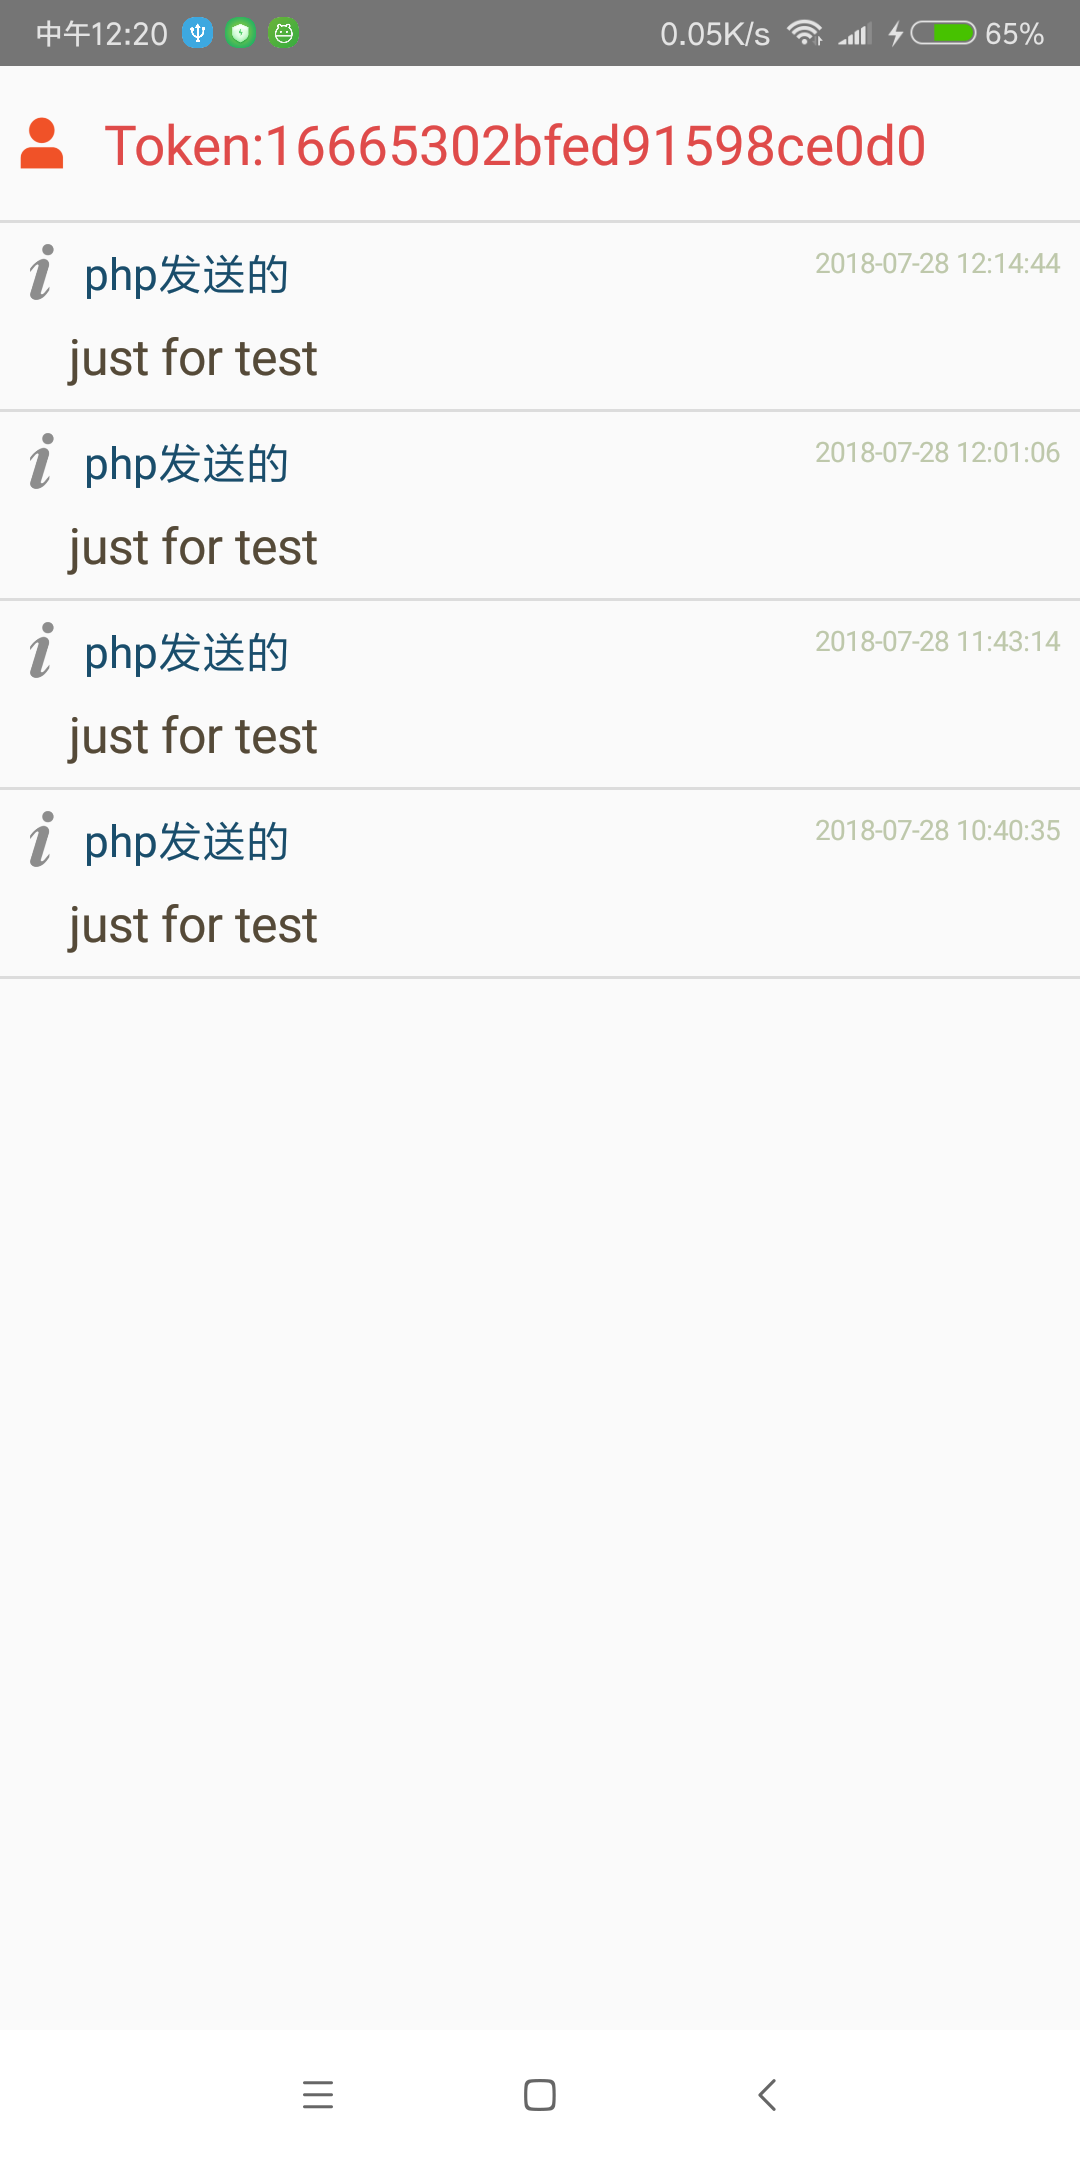 中午12:20 0.05K/s 65%
Token:16665302bfed91598ce0d0
php发送的 2018-07-28 12:14:44
just for test
php发送的 2018-07-28 12:01:06
just for test
php发送的 2018-07-28 11:43:14
just for test
php发送的 2018-07-28 10:40:35
just for test